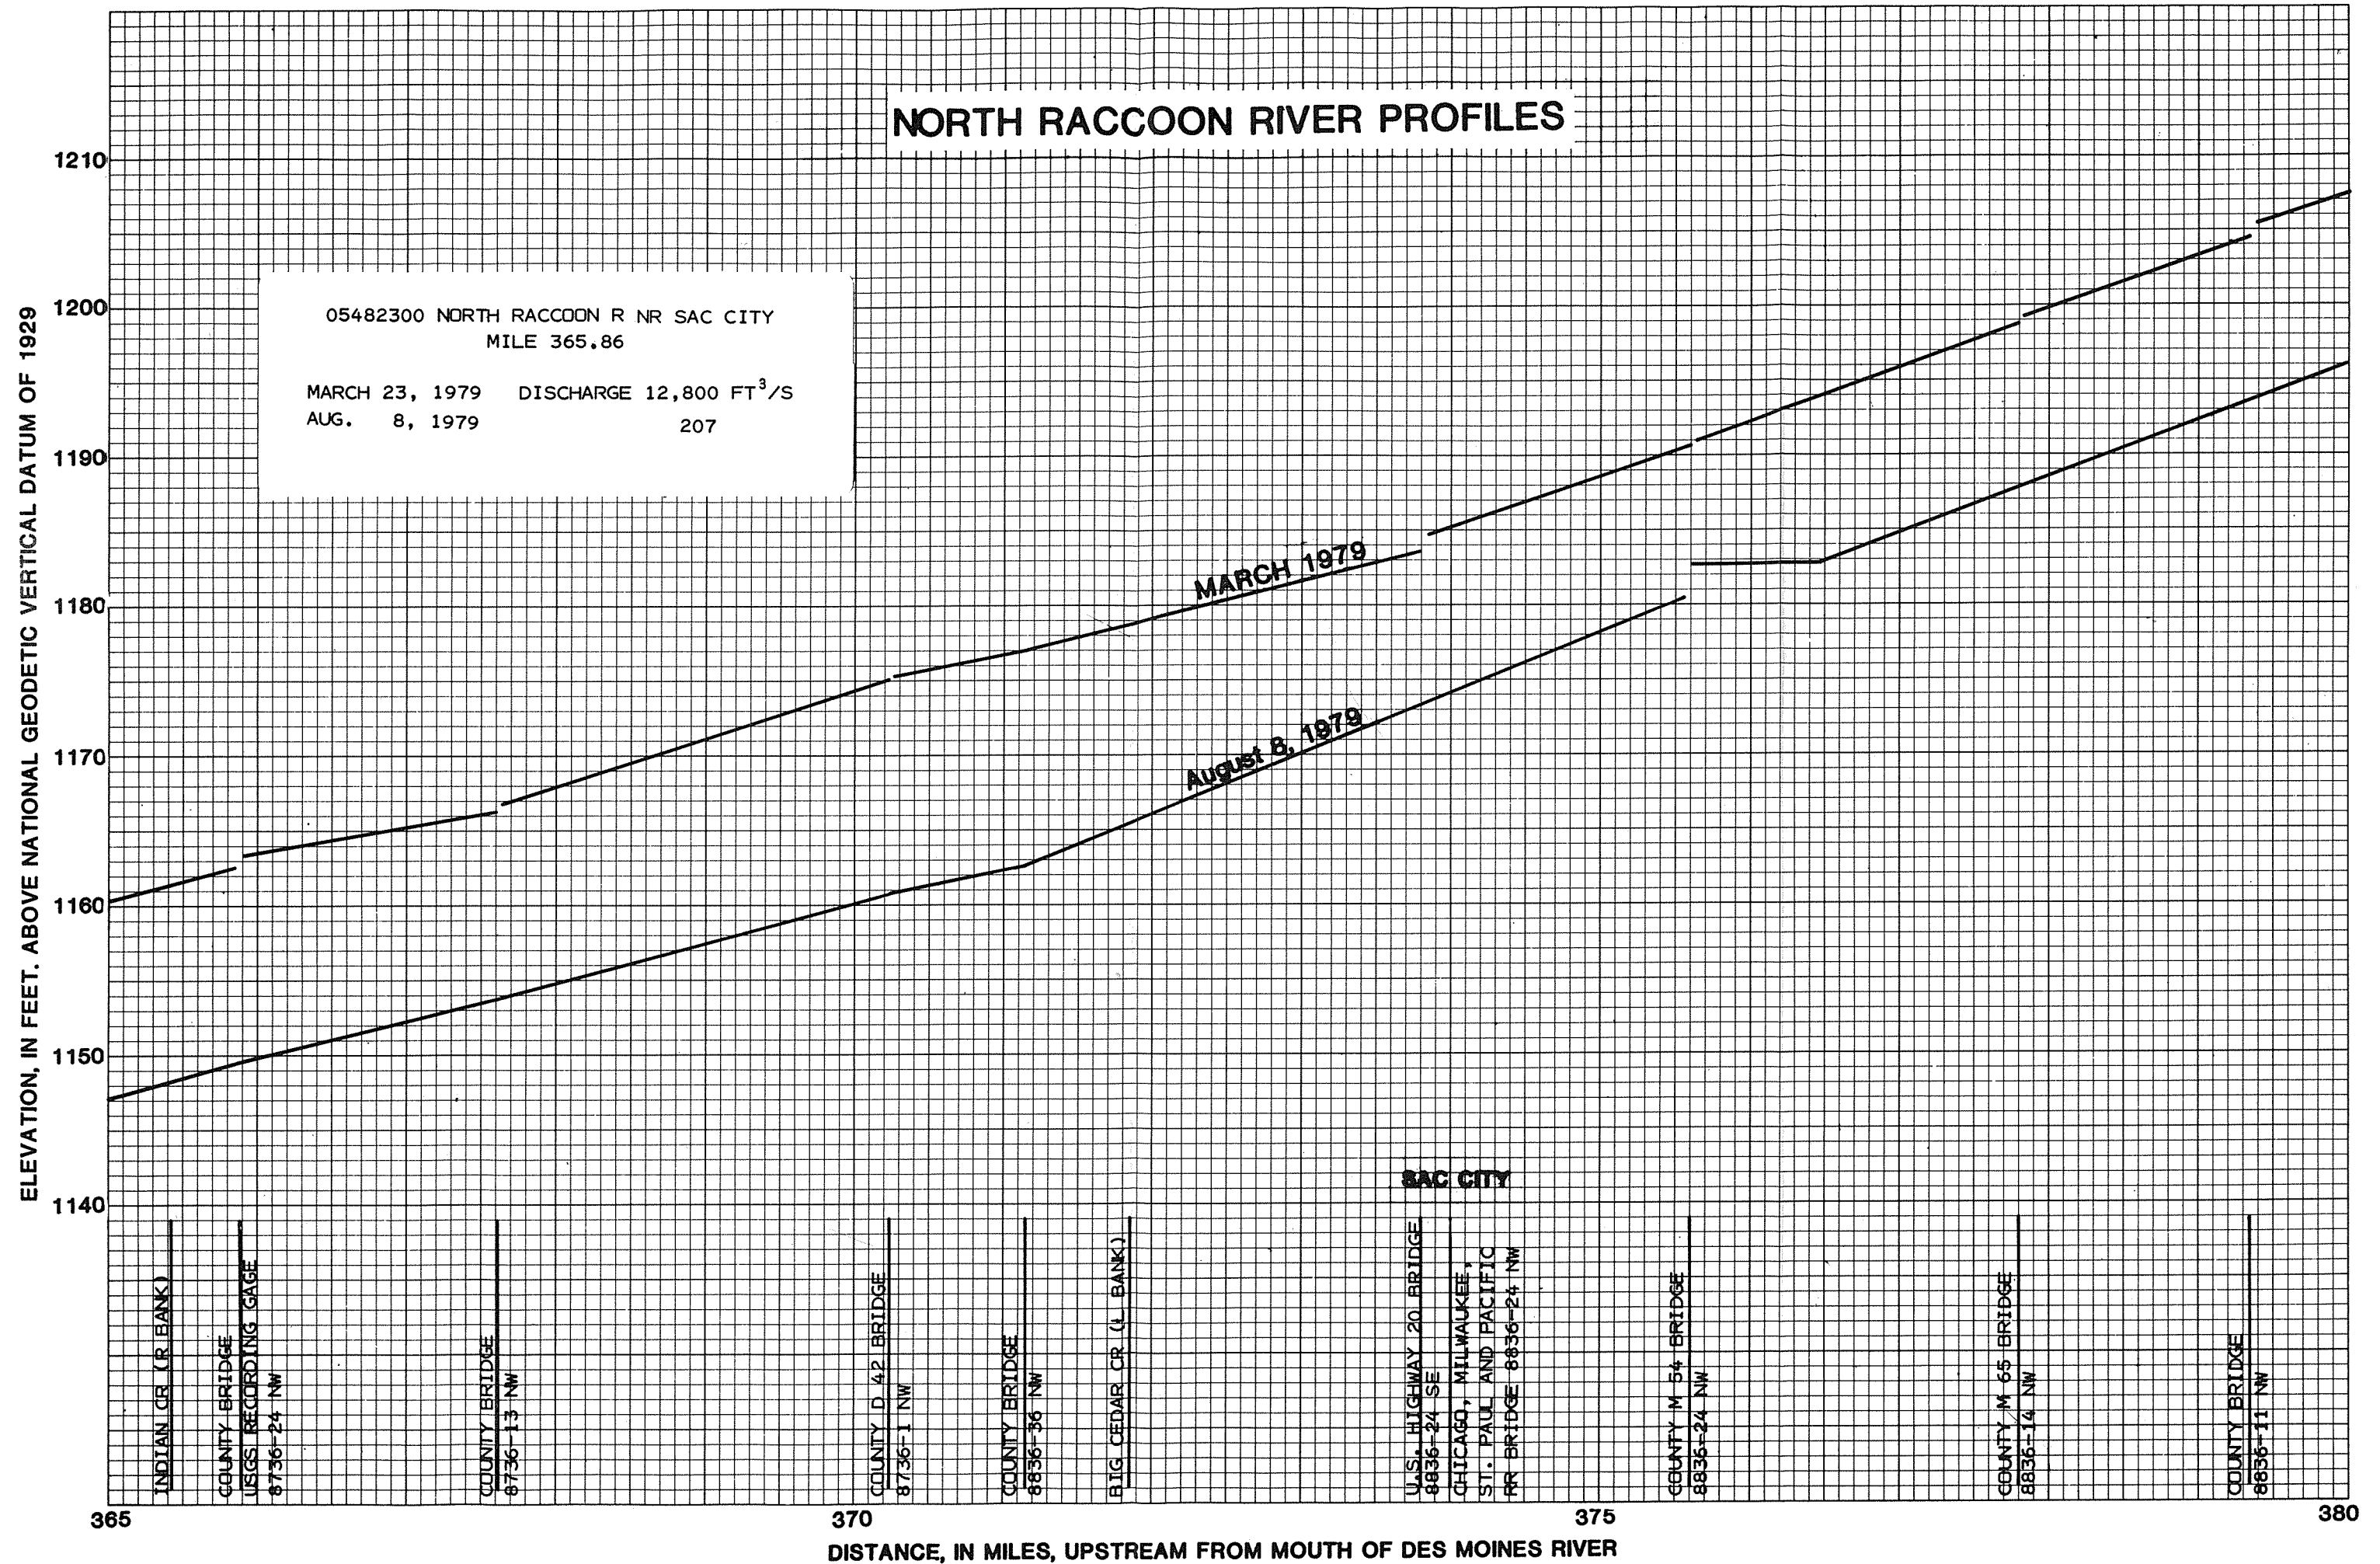 NORTH RACCOON RIVER PROFILES
1210
1200
1190
1180
1170
1160
1150
1140
ELEVATION, IN FEET. ABOVE NATIONAL GEODETIC VERTICAL DATUM OF 1929
05482300 NORTH RACCOON R NR SAC CITY
MILE 365.86
MARCH 23, 1979 DISCHARGE 12,800 FT³/S
AUG. 8, 1979 207
MARCH 1979
August 8, 1979
SAC CITY
INDIAN CR (R BANK)
COUNTY BRIDGE
USGS RECORDING GAGE
8736-24 NW
COUNTY BRIDGE
8736-13 NW
COUNTY D 42 BRIDGE
8736-1 NW
COUNTY BRIDGE
8836-36 NW
BIG CEDAR CR (L BANK)
U.S. HIGHWAY 20 BRIDGE
8836-24 SE
CHICAGO, MILWAUKEE,
ST. PAUL AND PACIFIC
RR BRIDGE 8836-24 NW
COUNTY M 54 BRIDGE
8836-24 NW
COUNTY M 65 BRIDGE
8836-14 NW
COUNTY BRIDGE
8836-11 NW
365
370
375
380
DISTANCE, IN MILES, UPSTREAM FROM MOUTH OF DES MOINES RIVER